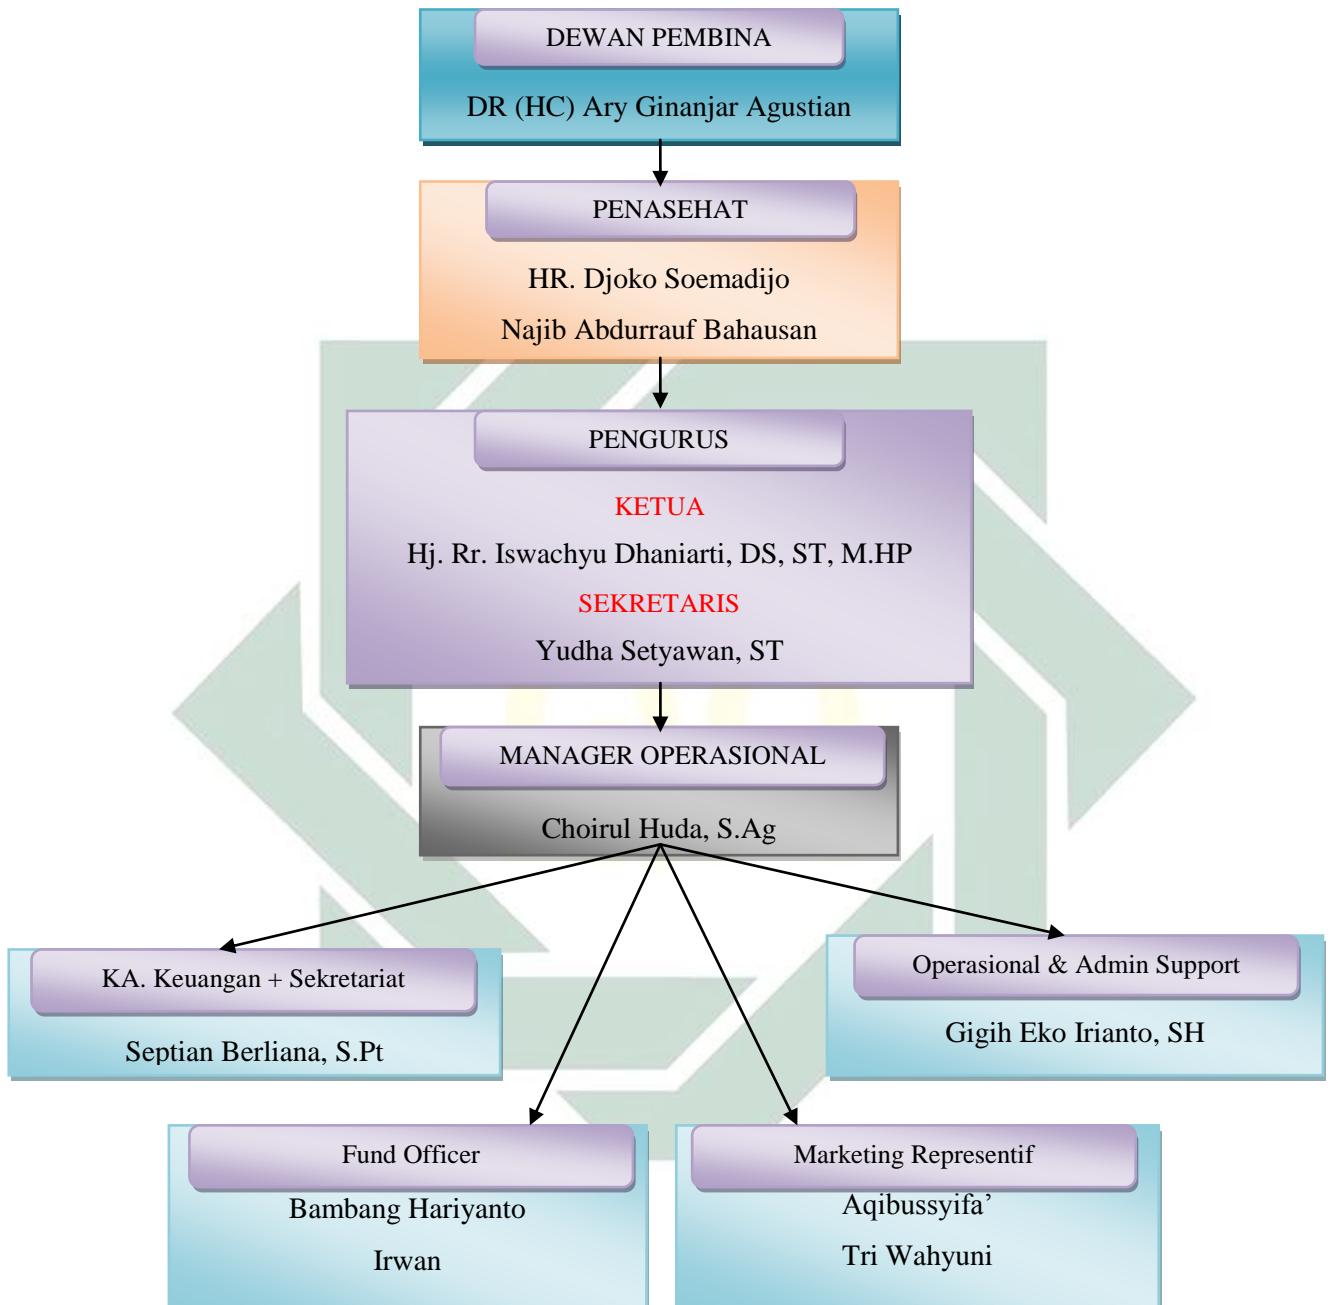 DEWAN PEMBINA
DR (HC) Ary Ginanjar Agustian
PENASEHAT
HR. Djoko Soemadijo
Najib Abdurrauf Bahausan
PENGURUS
KETUA
Hj. Rr. Iswachyu Dhaniarti, DS, ST, M.HP
SEKRETARIS
Yudha Setyawan, ST
MANAGER OPERASIONAL
Choirul Huda, S.Ag
KA. Keuangan + Sekretariat
Septian Berliana, S.Pt
Operasional & Admin Support
Gigih Eko Irianto, SH
Fund Officer
Bambang Hariyanto
Irwan
Marketing Representif
Aqibussyifa’
Tri Wahyuni